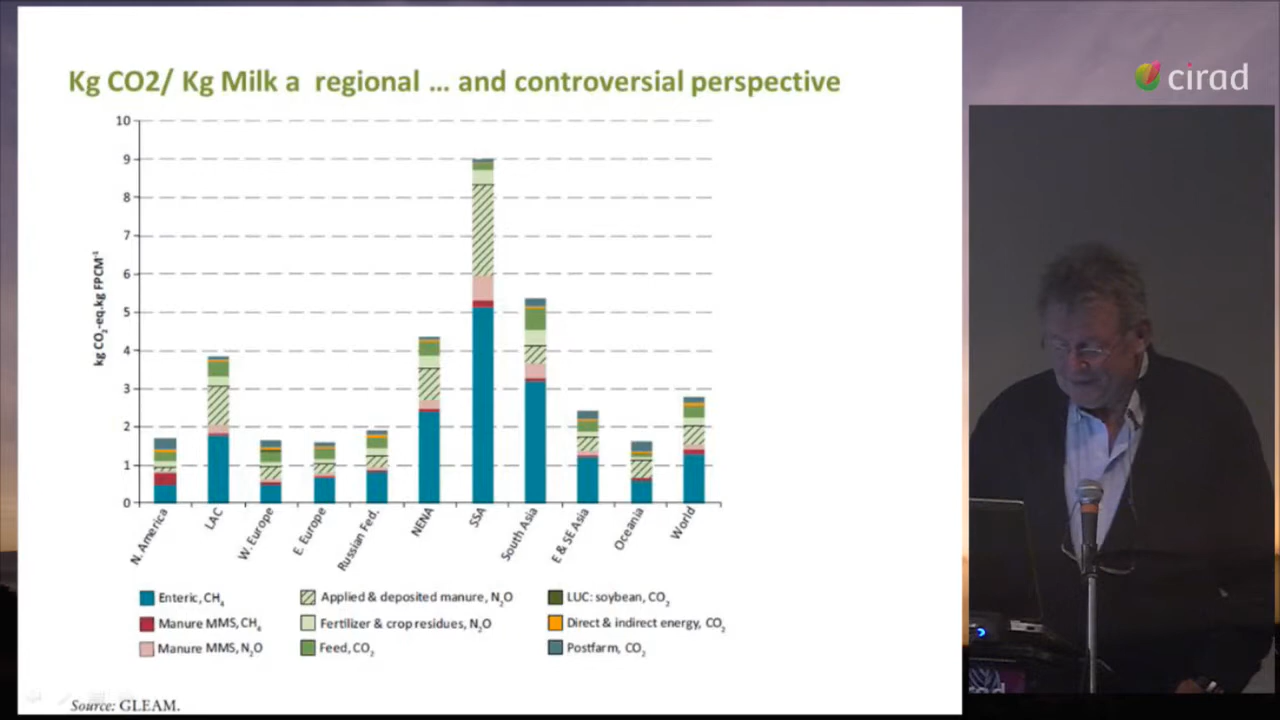 Kg CO2/ Kg Milk a regional ... and controversial perspective
cirad
10
9
8
7
6
5
4
3
2
1
0
kg CO₂-eq.kg FPCM⁻¹
N. America
LAC
W. Europe
E. Europe
Russian Fed.
NENA
SSA
South Asia
E & SE Asia
Oceania
World
Enteric, CH₄
Applied & deposited manure, N₂O
LUC: soybean, CO₂
Manure MMS, CH₄
Fertilizer & crop residues, N₂O
Direct & indirect energy, CO₂
Manure MMS, N₂O
Feed, CO₂
Postfarm, CO₂
Source: GLEAM.